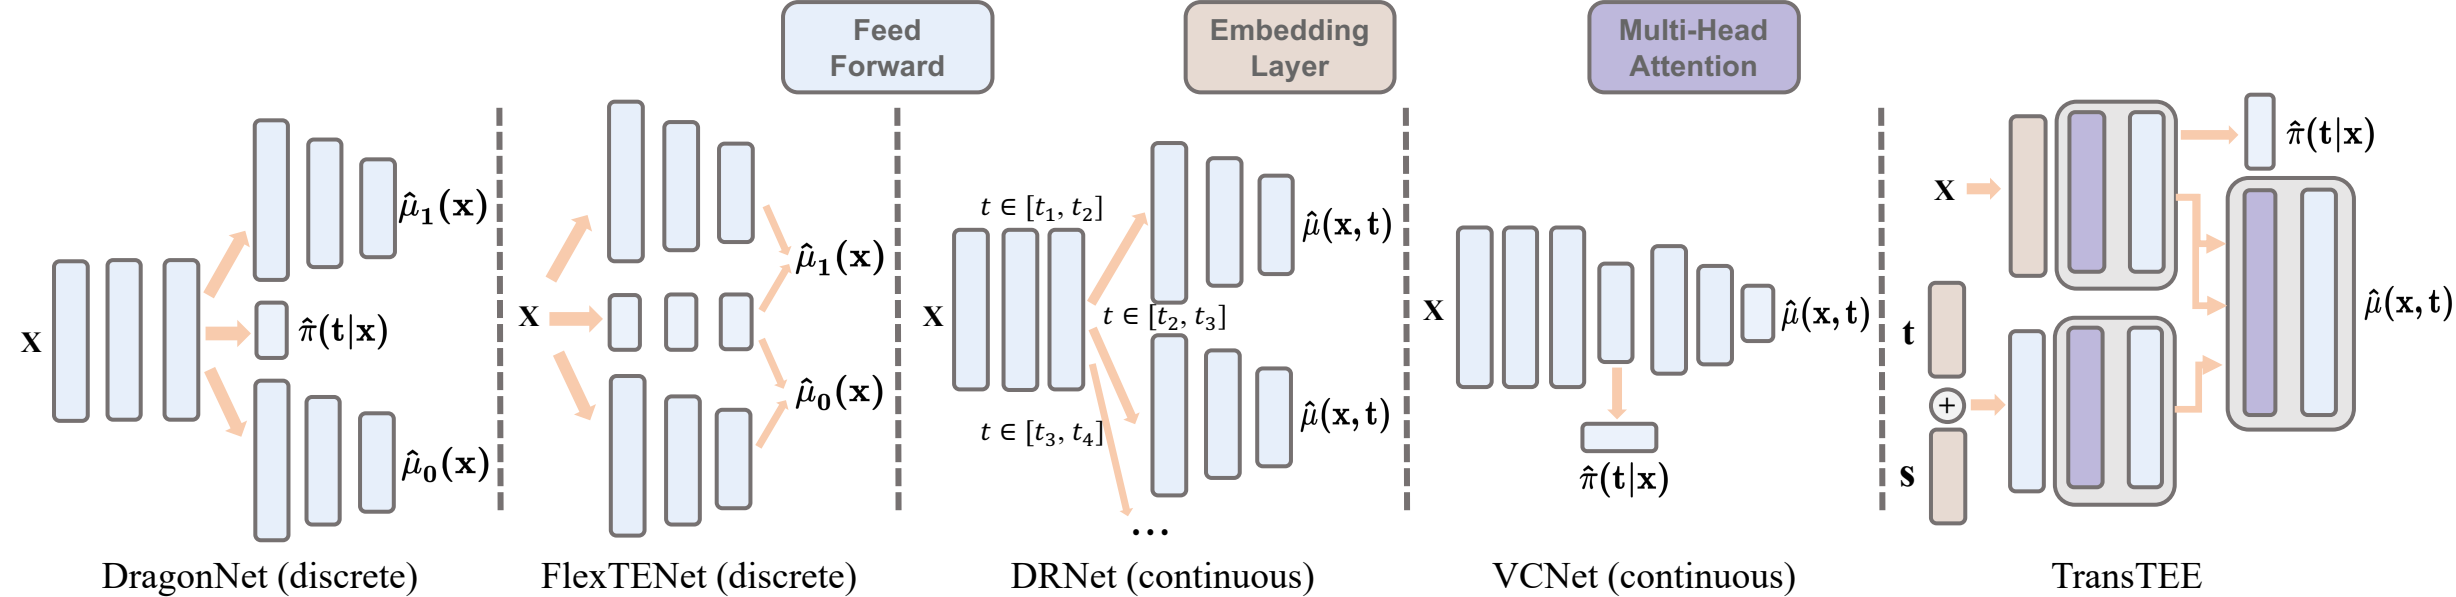 Feed
Forward
Embedding
Layer
Multi-Head
Attention
x
μ̂₁(x)
π̂(t|x)
μ̂₀(x)
DragonNet (discrete)
x
μ̂₁(x)
μ̂₀(x)
FlexTENet (discrete)
x
t ∈ [t₁, t₂]
t ∈ [t₂, t₃]
t ∈ [t₃, t₄]
μ̂(x, t)
μ̂(x, t)
...
DRNet (continuous)
x
μ̂(x, t)
π̂(t|x)
VCNet (continuous)
x
t
+
s
π̂(t|x)
μ̂(x, t)
TransTEE